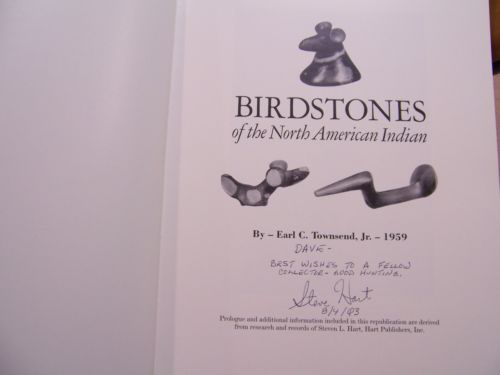 BIRDSTONES
of the North American Indian
By – Earl C. Townsend, Jr. – 1959
DAVE -
BEST WISHES TO A FELLOW
COLLECTOR - GOOD HUNTING.
Steve Hart
8/4/93
Prologue and additional information included in this republication are derived
from research and records of Steven L. Hart, Hart Publishers, Inc.